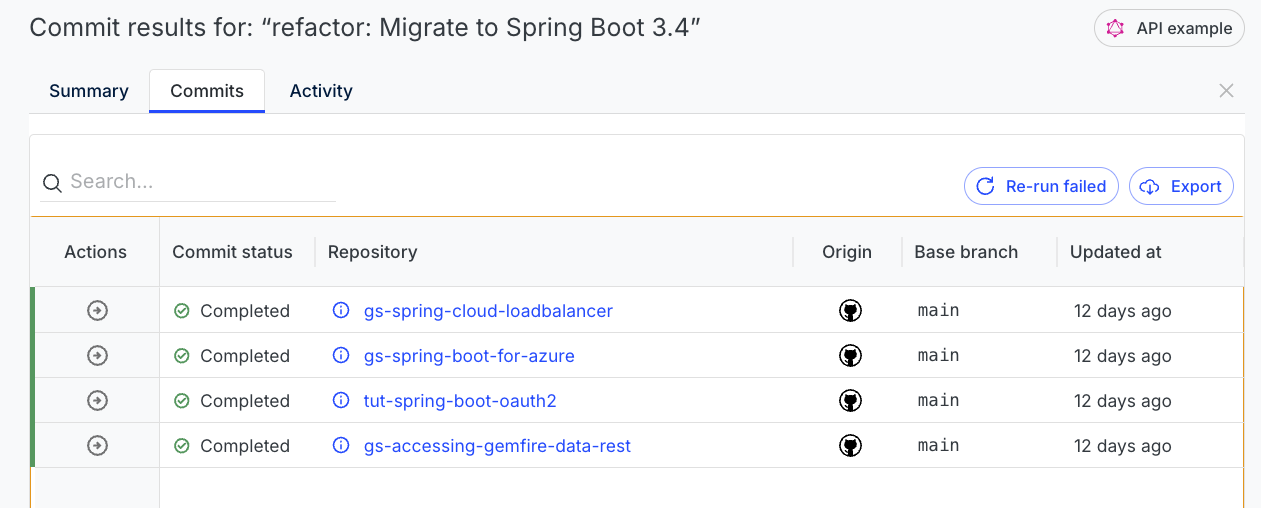 Commit results for: “refactor: Migrate to Spring Boot 3.4”
API example
Summary Commits Activity
Search...
Re-run failed Export
Actions Commit status Repository Origin Base branch Updated at
Completed gs-spring-cloud-loadbalancer main 12 days ago
Completed gs-spring-boot-for-azure main 12 days ago
Completed tut-spring-boot-oauth2 main 12 days ago
Completed gs-accessing-gemfire-data-rest main 12 days ago